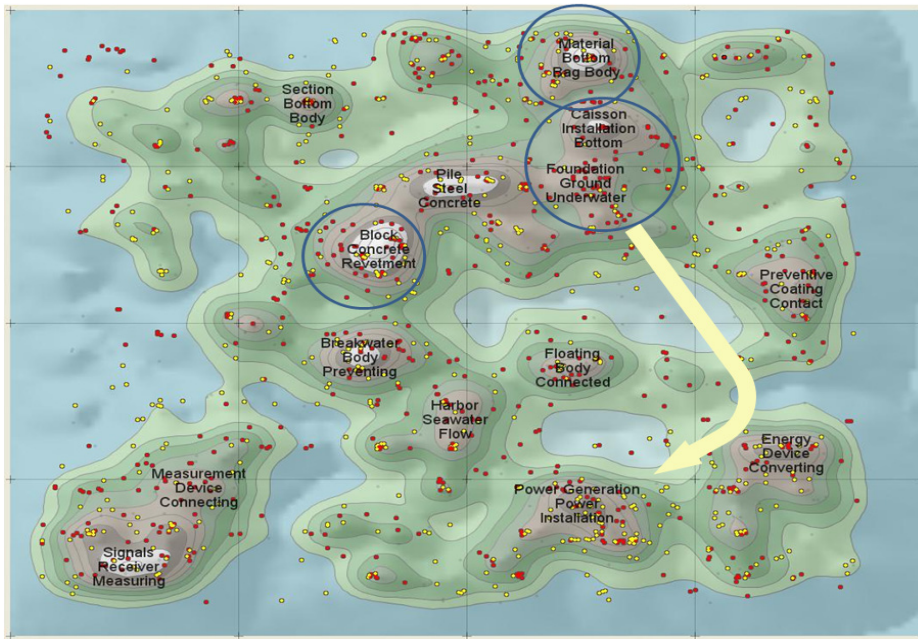 Material
Bottom
Rag Body
Section
Bottom
Body
Caisson
Installation
Bottom
Foundation
Ground
Underwater
Pile
Steel
Concrete
Block
Concrete
Revetment
Preventive
Coating
Contact
Breakwater
Body
Preventing
Floating
Body
Connected
Harbor
Seawater
Flow
Energy
Device
Converting
Measurement
Device
Connecting
Power Generation
Power
Installation
Signals
Receiver
Measuring